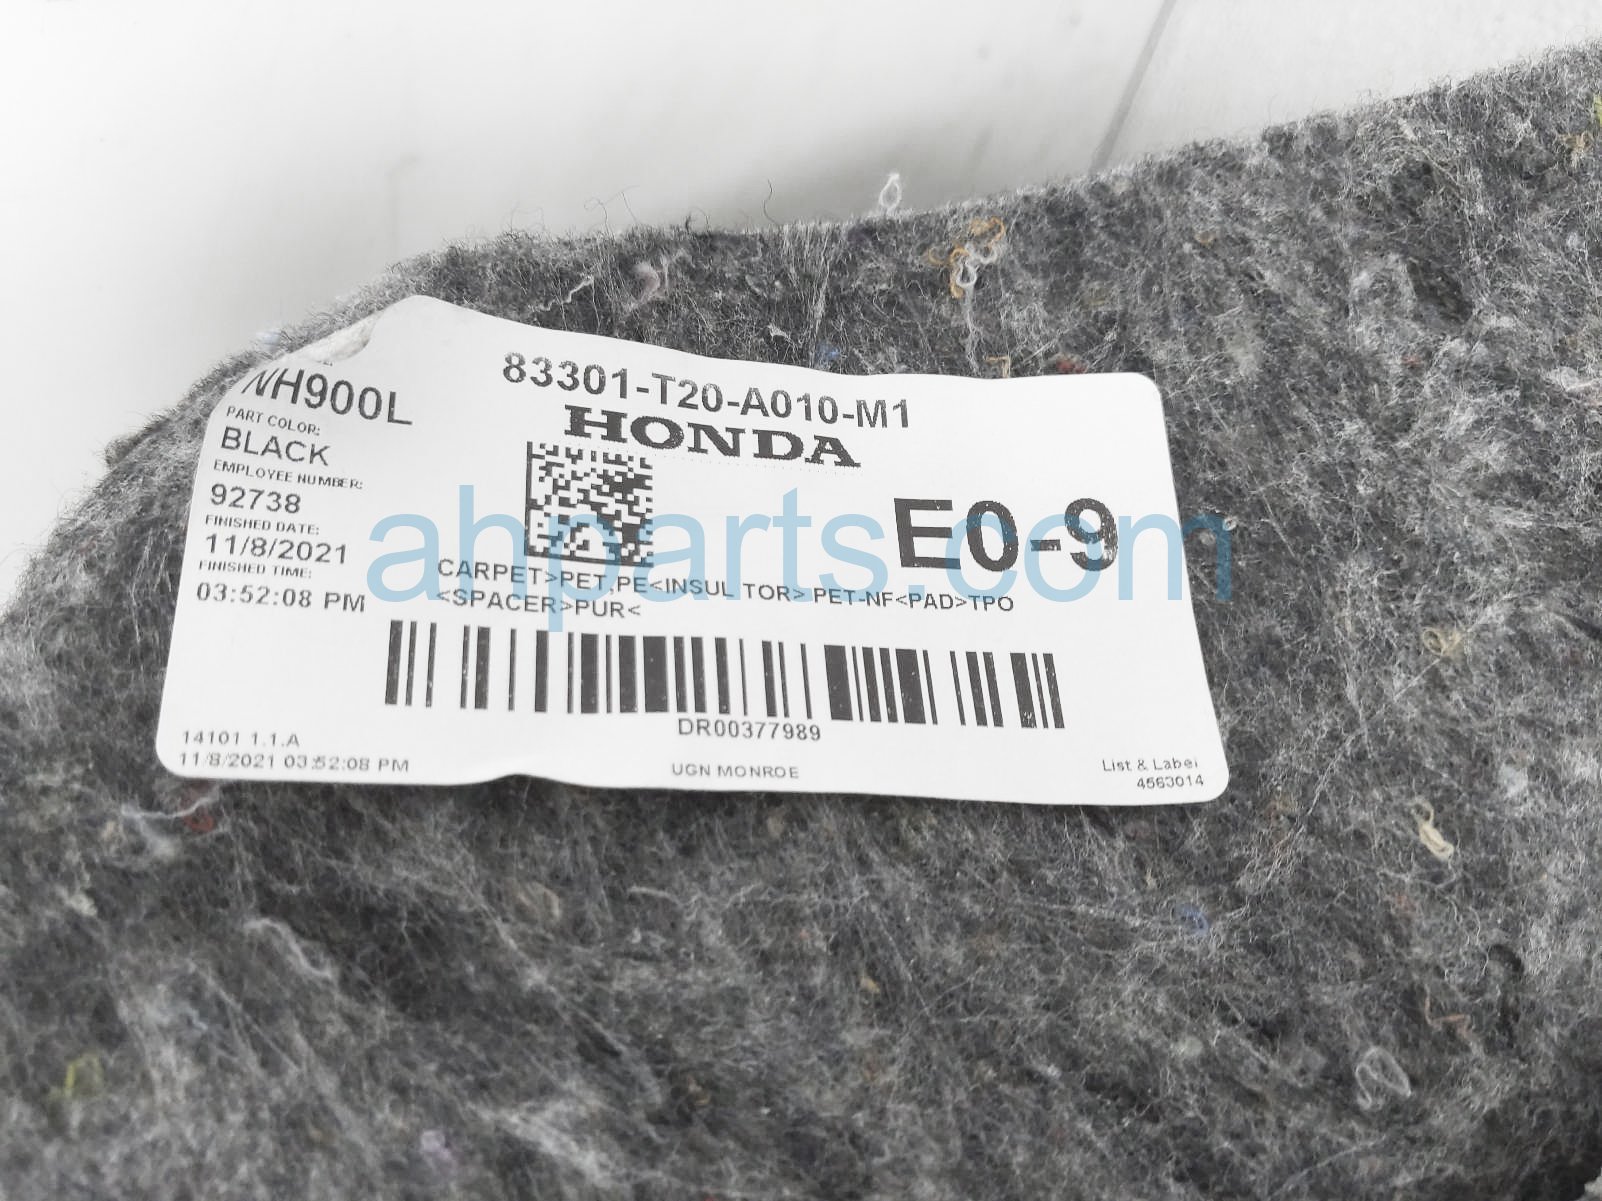 83301-T20-A010-M1
HONDA
NH900L
PART COLOR:
BLACK
EMPLOYEE NUMBER:
92738
FINISHED DATE:
11/8/2021
FINISHED TIME:
03:52:08 PM
E0-9
CARPET>PET,PE<INSUL TOR> PET-NF<PAD>TPO
<SPACER>PUR<
DR00377989
14101 1.1.A
11/8/2021 03:52:08 PM
UGN MONROE
List & Label
4563014
ahparts.com